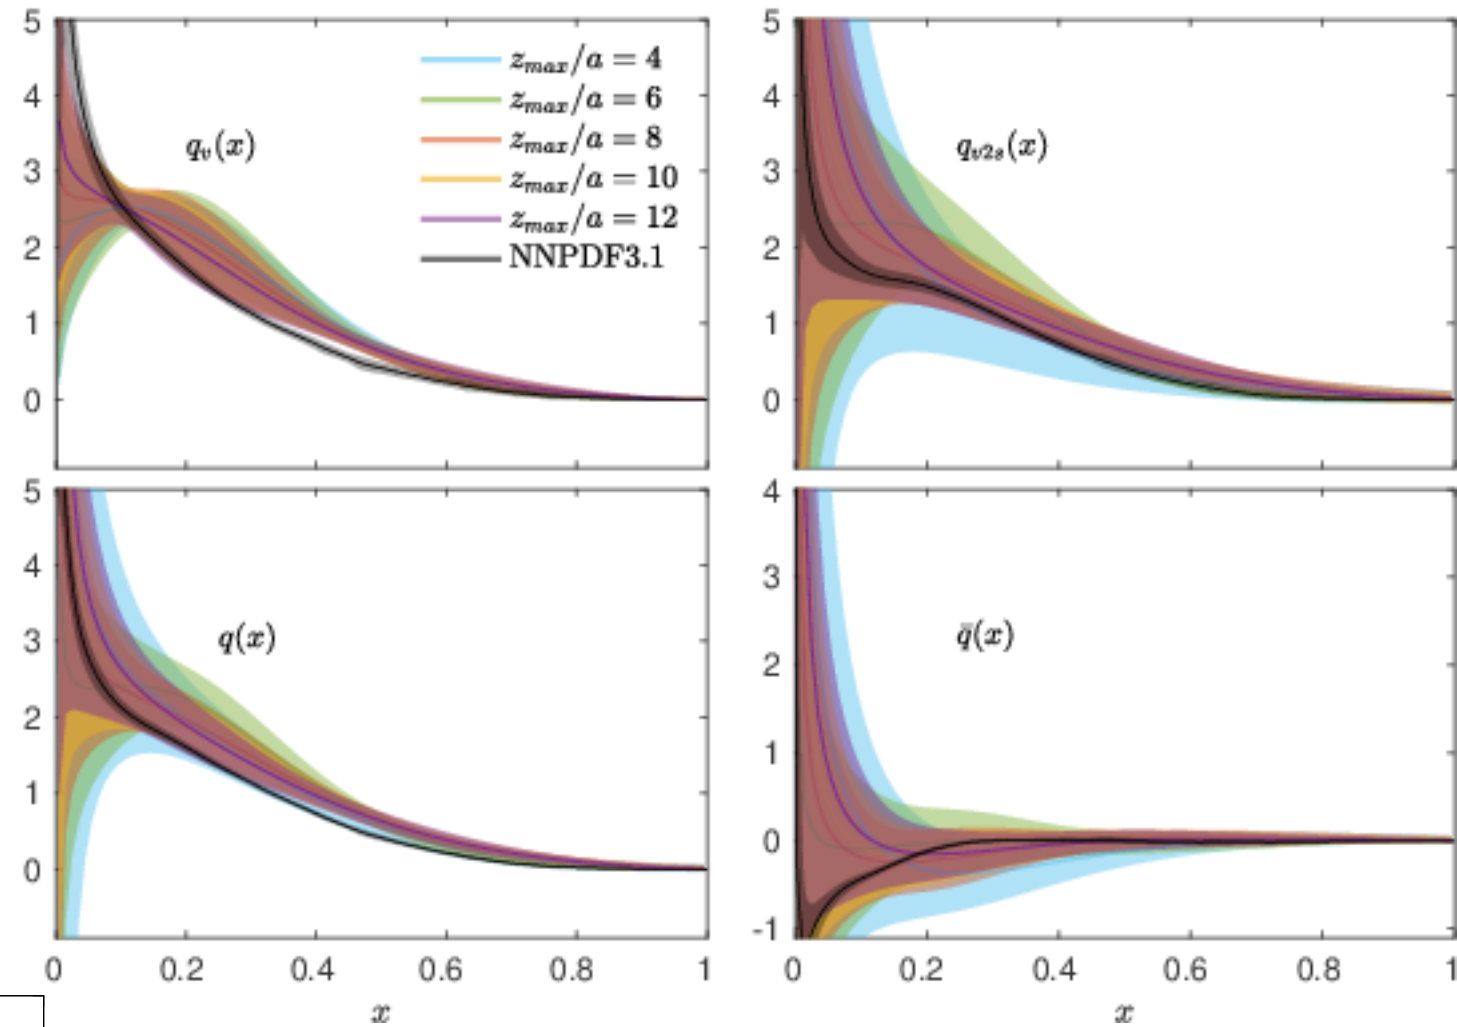 5
4
3
2
1
0
q_v(x)
z_max/a = 4
z_max/a = 6
z_max/a = 8
z_max/a = 10
z_max/a = 12
NNPDF3.1
5
4
3
2
1
0
q_v2s(x)
5
4
3
2
1
0
q(x)
0 0.2 0.4 0.6 0.8 1
x
4
3
2
1
0
-1
q̄(x)
0 0.2 0.4 0.6 0.8 1
x